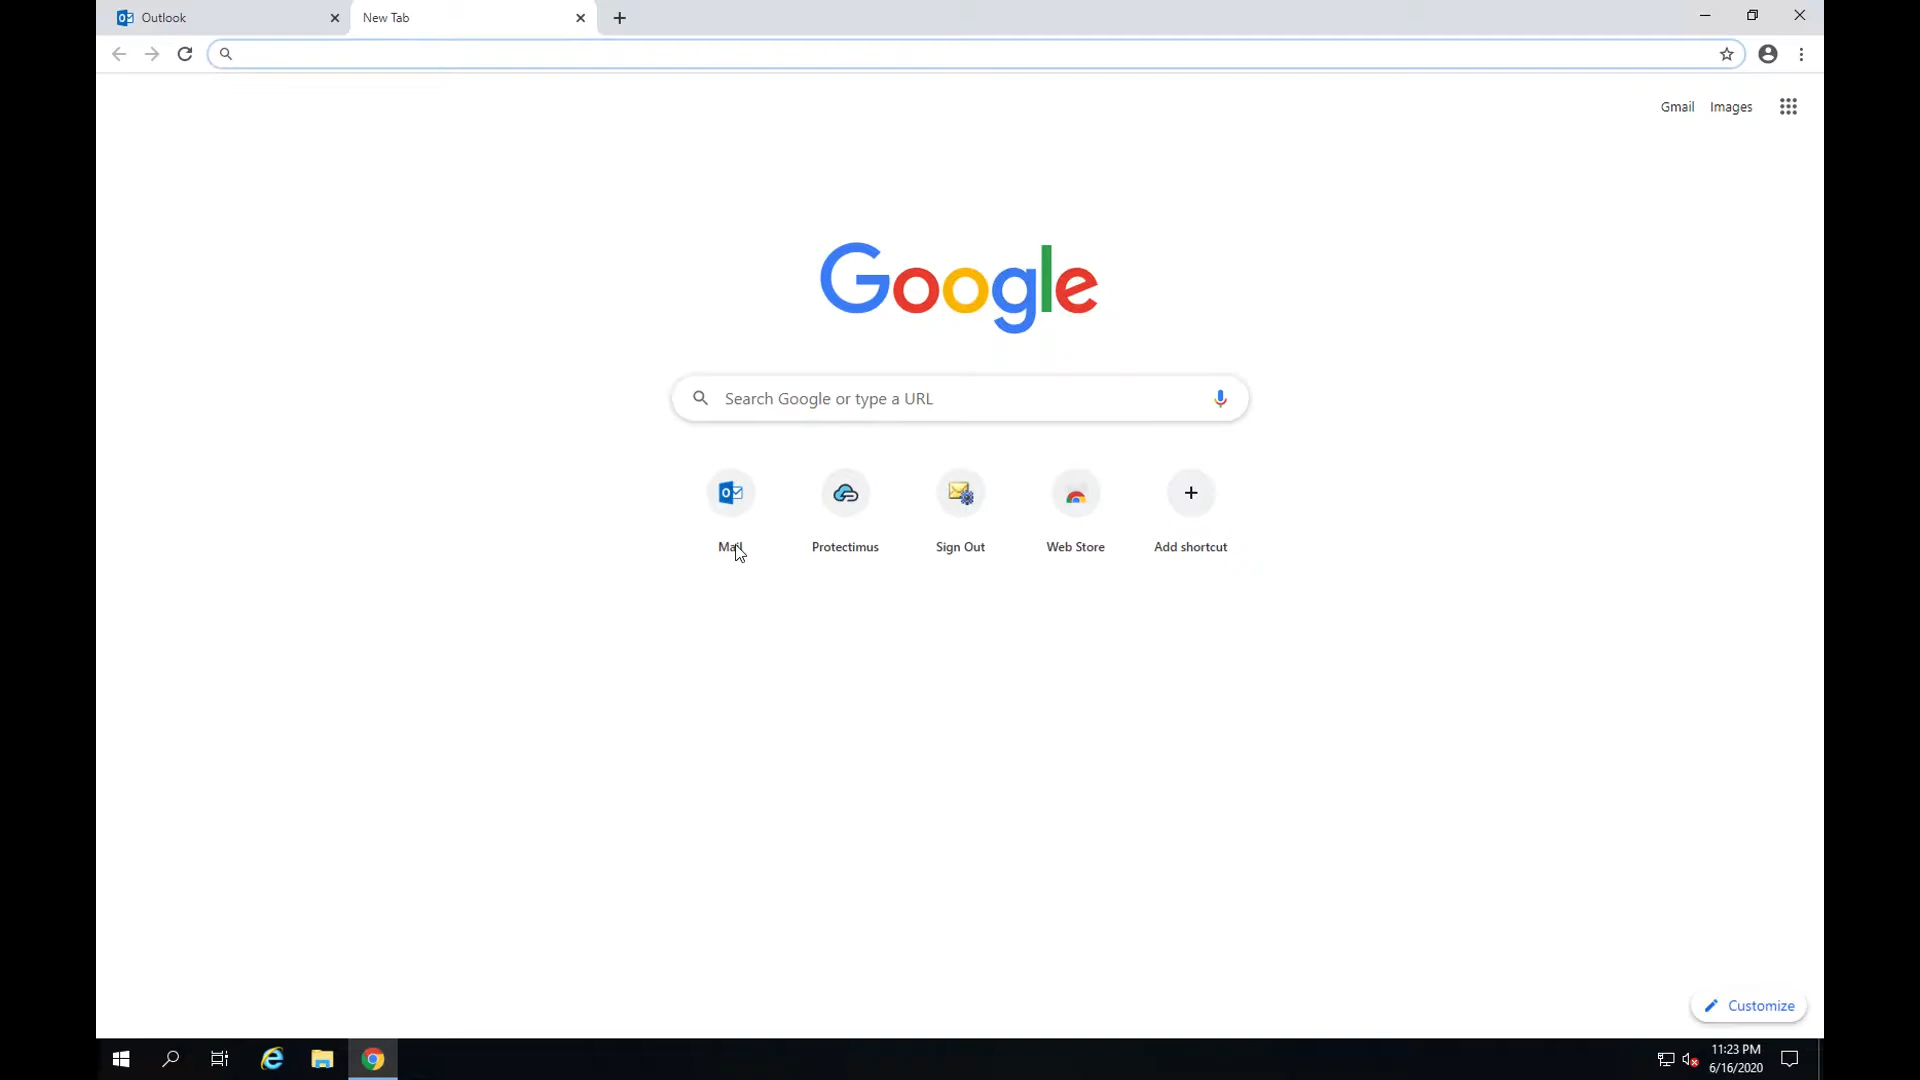 Outlook
New Tab
Gmail Images
Google
Search Google or type a URL
Mail Protectimus Sign Out Web Store Add shortcut
Customize
11:23 PM
6/16/2020